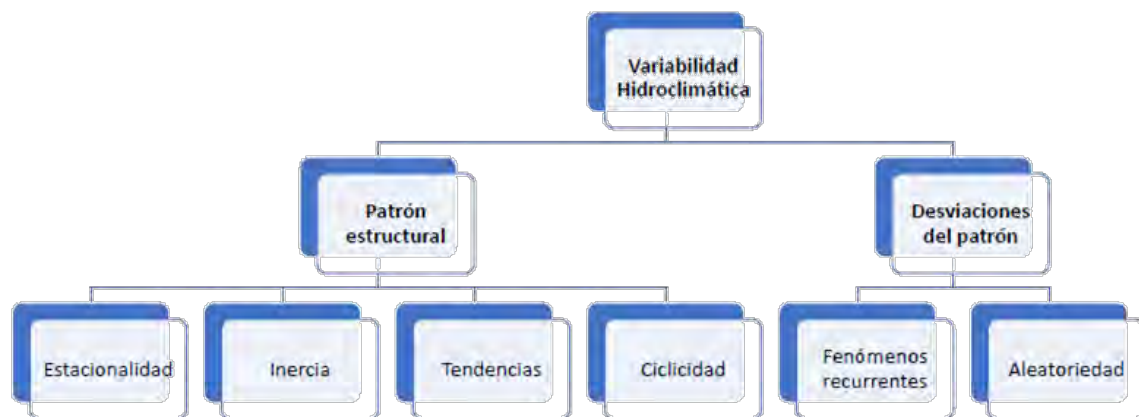 Variabilidad
Hidroclimática
Patrón
estructural
Desviaciones
del patrón
Estacionalidad
Inercia
Tendencias
Ciclicidad
Fenómenos
recurrentes
Aleatoriedad